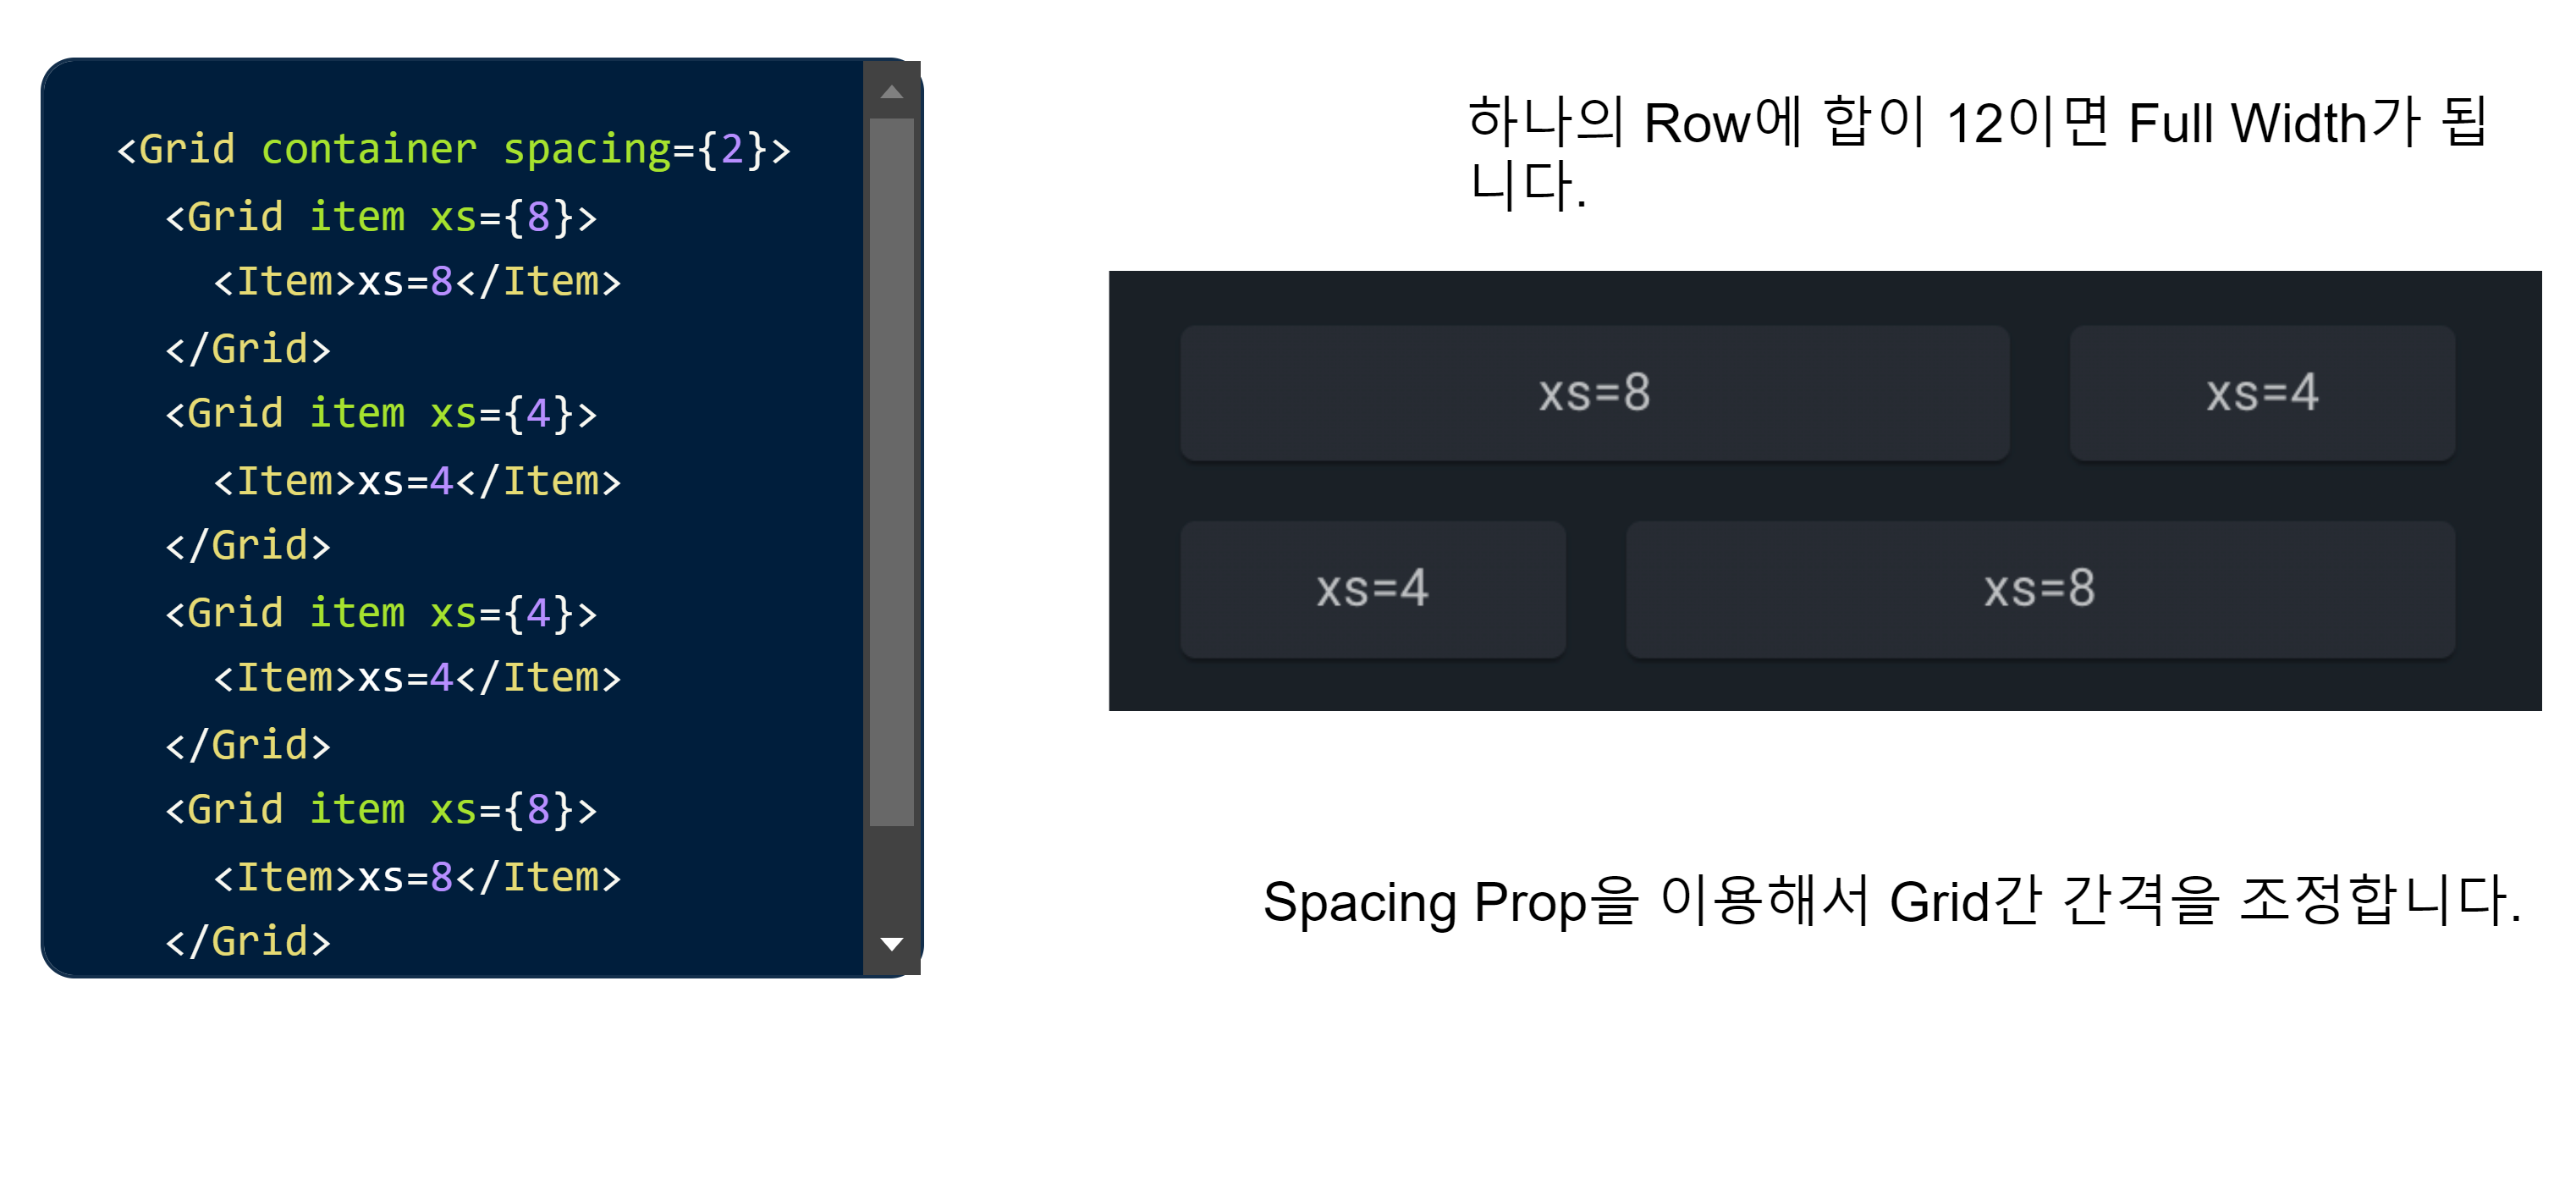 <Grid container spacing={2}>
  <Grid item xs={8}>
    <Item>xs=8</Item>
  </Grid>
  <Grid item xs={4}>
    <Item>xs=4</Item>
  </Grid>
  <Grid item xs={4}>
    <Item>xs=4</Item>
  </Grid>
  <Grid item xs={8}>
    <Item>xs=8</Item>
  </Grid>
하나의 Row에 합이 12이면 Full Width가 됩
니다.
xs=8 xs=4
xs=4 xs=8
Spacing Prop을 이용해서 Grid간 간격을 조정합니다.